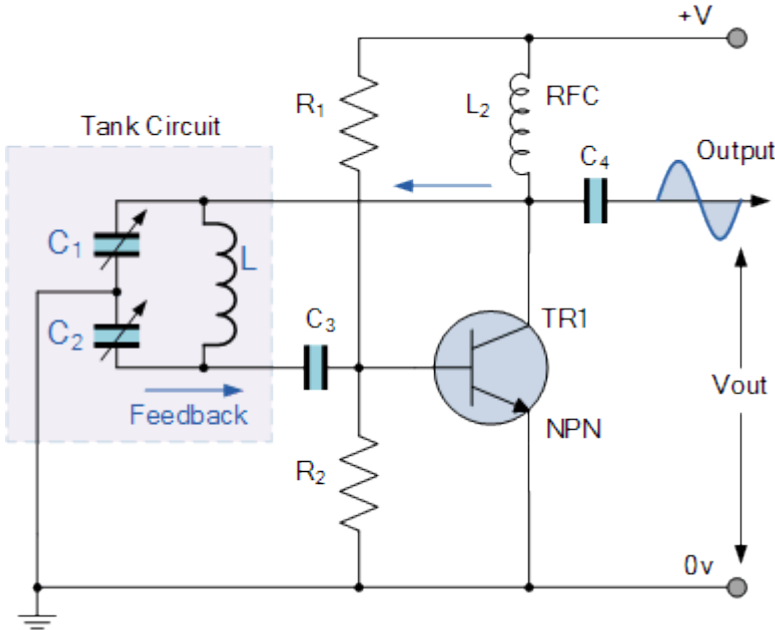 +V
R1
L2
RFC
Tank Circuit
C4
Output
C1
L
C2
C3
TR1
Feedback
Vout
NPN
R2
0v